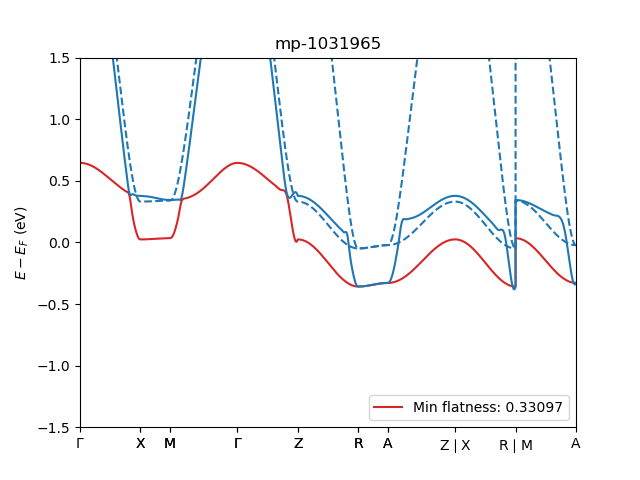 mp-1031965
1.5
1.0
0.5
0.0
−0.5
−1.0
−1.5
E − E_F (eV)
Min flatness: 0.33097
Γ X M Γ Z R A Z | X R | M A